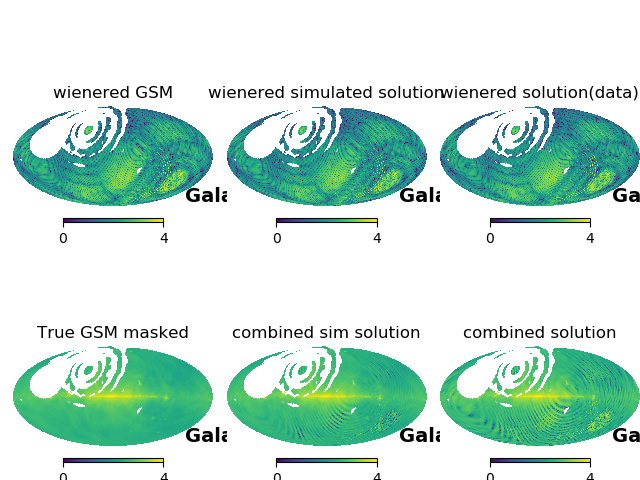 wienered GSM
wienered simulated solution
wienered solution(data)
Gala
Gala
Ga
0 4
0 4
0 4
True GSM masked
combined sim solution
combined solution
Gala
Gala
Ga
0 4
0 4
0 4